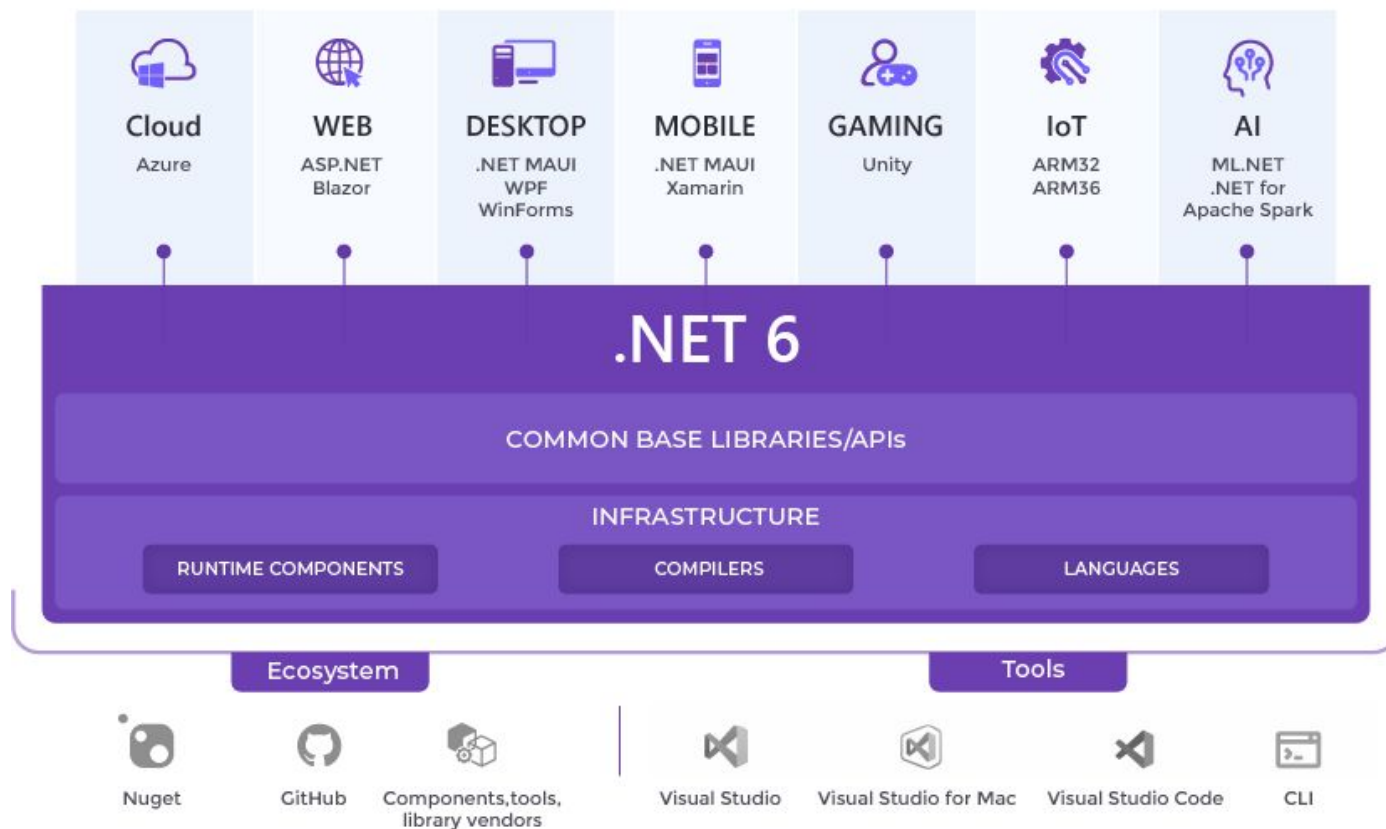 Cloud
Azure
WEB
ASP.NET
Blazor
DESKTOP
.NET MAUI
WPF
WinForms
MOBILE
.NET MAUI
Xamarin
GAMING
Unity
IoT
ARM32
ARM36
AI
ML.NET
.NET for
Apache Spark
.NET 6
COMMON BASE LIBRARIES/APIs
INFRASTRUCTURE
RUNTIME COMPONENTS
COMPILERS
LANGUAGES
Ecosystem
Tools
Nuget
GitHub
Components,tools,
library vendors
Visual Studio
Visual Studio for Mac
Visual Studio Code
CLI